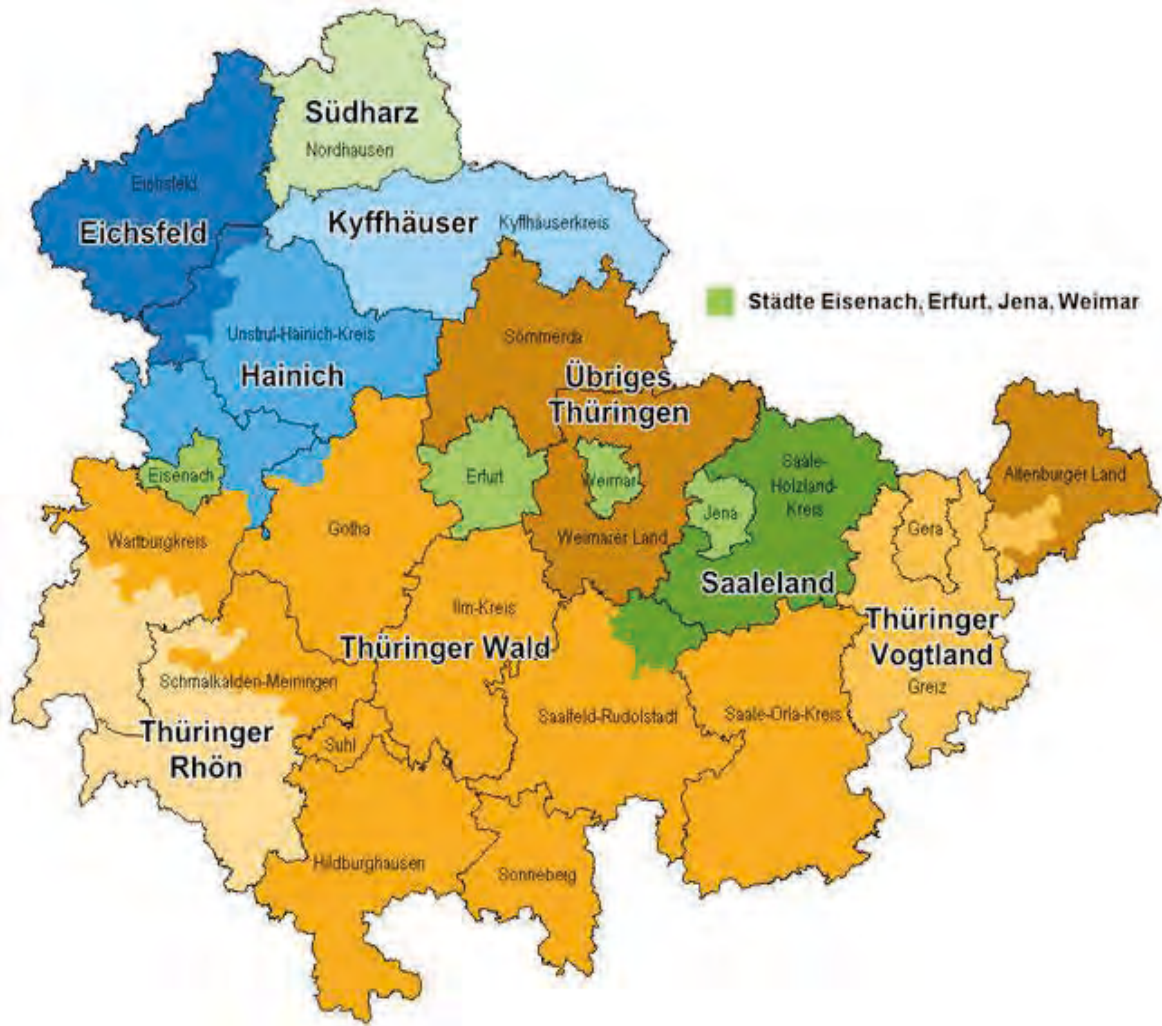 Südharz
Nordhausen
Eichsfeld
Eichsfeld
Kyffhäuser
Kyffhäuserkreis
Städte Eisenach, Erfurt, Jena, Weimar
Unstrut-Hainich-Kreis
Hainich
Sömmerda
Übriges
Thüringen
Eisenach
Erfurt
Weimar
Saale-
Holzland-
Kreis
Altenburger Land
Wartburgkreis
Gotha
Weimarer Land
Jena
Gera
Saaleland
Ilm-Kreis
Thüringer Wald
Thüringer
Vogtland
Greiz
Schmalkalden-Meiningen
Thüringer
Rhön
Suhl
Saalfeld-Rudolstadt
Saale-Orla-Kreis
Hildburghausen
Sonneberg